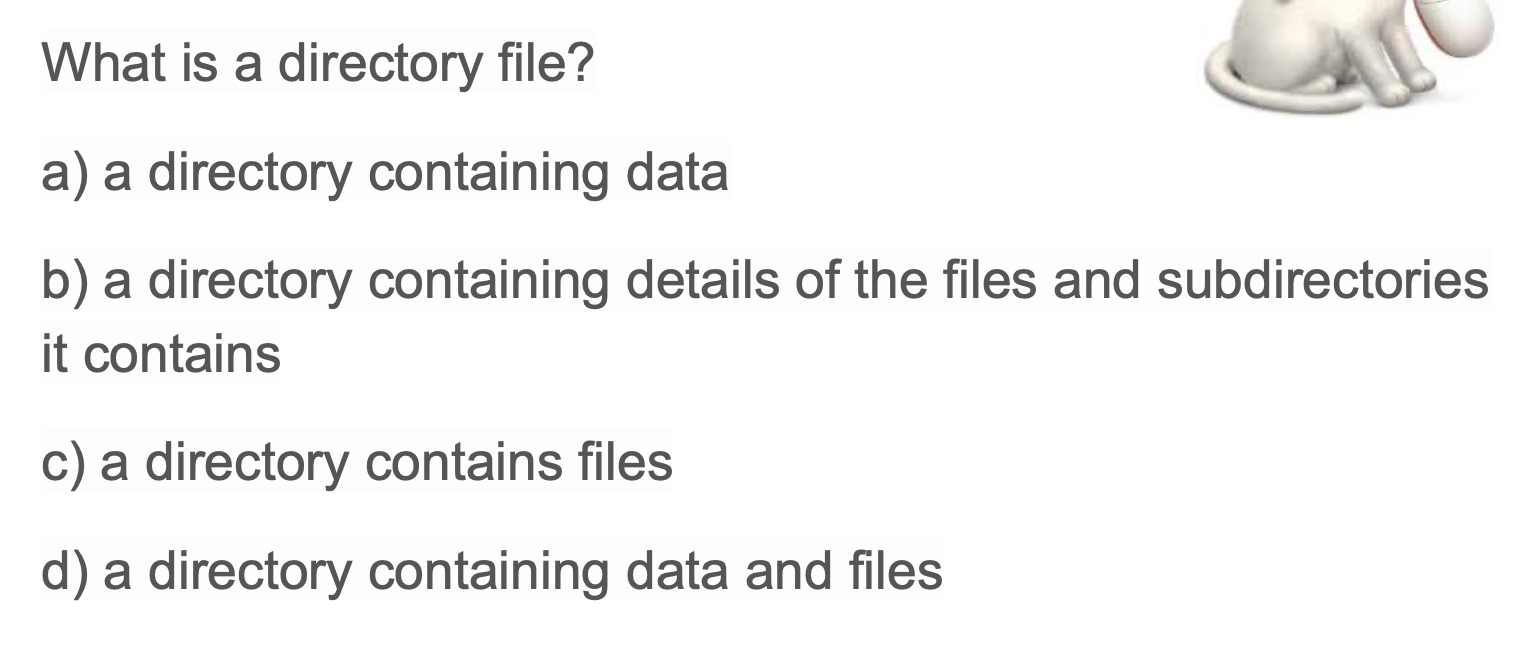 What is a directory file?
a) a directory containing data
b) a directory containing details of the files and subdirectories
it contains
c) a directory contains files
d) a directory containing data and files